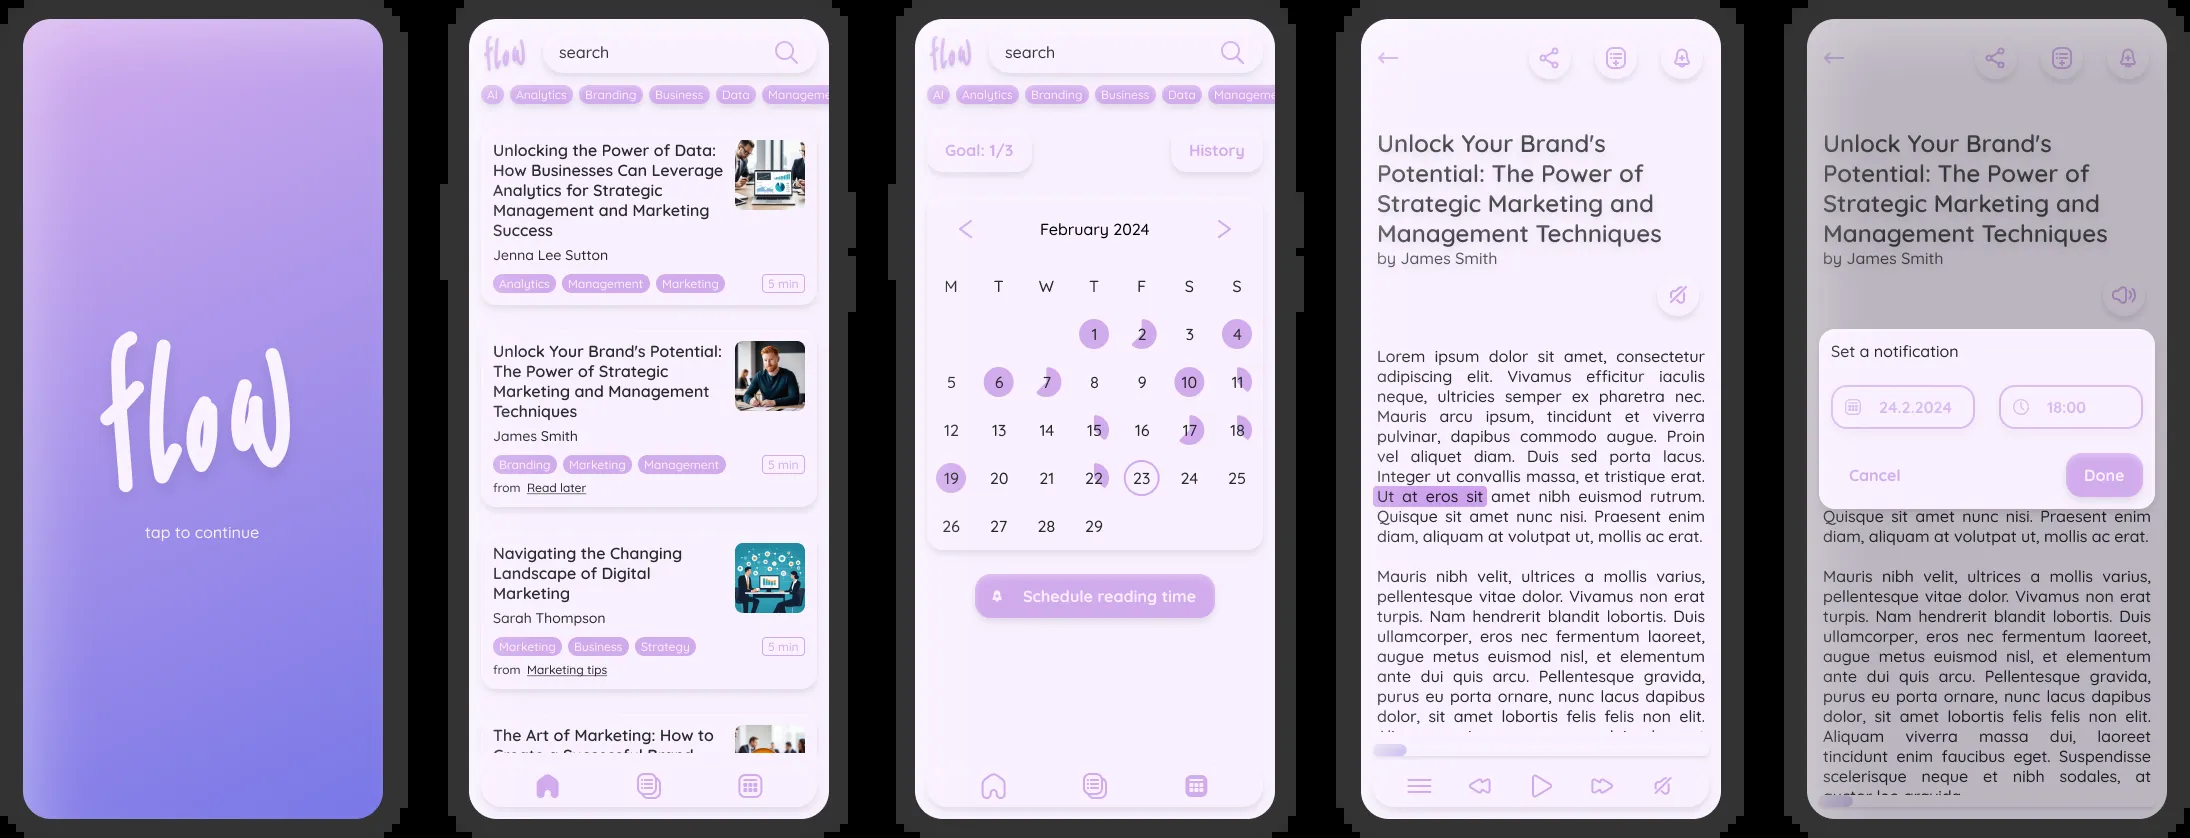 flow
tap to continue
flow
search
AI Analytics Branding Business Data Manageme
Unlocking the Power of Data:
How Businesses Can Leverage
Analytics for Strategic
Management and Marketing
Success
Jenna Lee Sutton
Analytics Management Marketing 5 min
Unlock Your Brand's Potential:
The Power of Strategic
Marketing and Management
Techniques
James Smith
Branding Marketing Management 5 min
from Read later
Navigating the Changing
Landscape of Digital
Marketing
Sarah Thompson
Marketing Business Strategy 5 min
from Marketing tips
The Art of Marketing: How to
Create a Successful Brand
flow
search
AI Analytics Branding Business Data Manageme
Goal: 1/3 History
February 2024
M T W T F S S
1 2 3 4
5 6 7 8 9 10 11
12 13 14 15 16 17 18
19 20 21 22 23 24 25
26 27 28 29
Schedule reading time
Unlock Your Brand's
Potential: The Power of
Strategic Marketing and
Management Techniques
by James Smith
Lorem ipsum dolor sit amet, consectetur
adipiscing elit. Vivamus efficitur iaculis
neque, ultricies semper ex pharetra nec.
Mauris arcu ipsum, tincidunt et viverra
pulvinar, dapibus commodo augue. Proin
vel aliquet diam. Duis sed porta lacus.
Integer ut convallis massa, et tristique erat.
Ut at eros sit amet nibh euismod rutrum.
Quisque sit amet nunc nisi. Praesent enim
diam, aliquam at volutpat ut, mollis ac erat.
Mauris nibh velit, ultrices a mollis varius,
pellentesque vitae dolor. Vivamus non erat
turpis. Nam hendrerit blandit lobortis. Duis
ullamcorper, eros nec fermentum laoreet,
augue metus euismod nisl, et elementum
ante dui quis arcu. Pellentesque gravida,
purus eu porta ornare, nunc lacus dapibus
dolor, sit amet lobortis felis felis non elit.
Unlock Your Brand's
Potential: The Power of
Strategic Marketing and
Management Techniques
by James Smith
Set a notification
24.2.2024 18:00
Cancel Done
Quisque sit amet nunc nisi. Praesent enim
diam, aliquam at volutpat ut, mollis ac erat.
Mauris nibh velit, ultrices a mollis varius,
pellentesque vitae dolor. Vivamus non erat
turpis. Nam hendrerit blandit lobortis. Duis
ullamcorper, eros nec fermentum laoreet,
augue metus euismod nisl, et elementum
ante dui quis arcu. Pellentesque gravida,
purus eu porta ornare, nunc lacus dapibus
dolor, sit amet lobortis felis felis non elit.
Aliquam viverra massa dui, laoreet
tincidunt enim faucibus eget. Suspendisse
scelerisque neque et nibh sodales, at
auctor leo gravida.